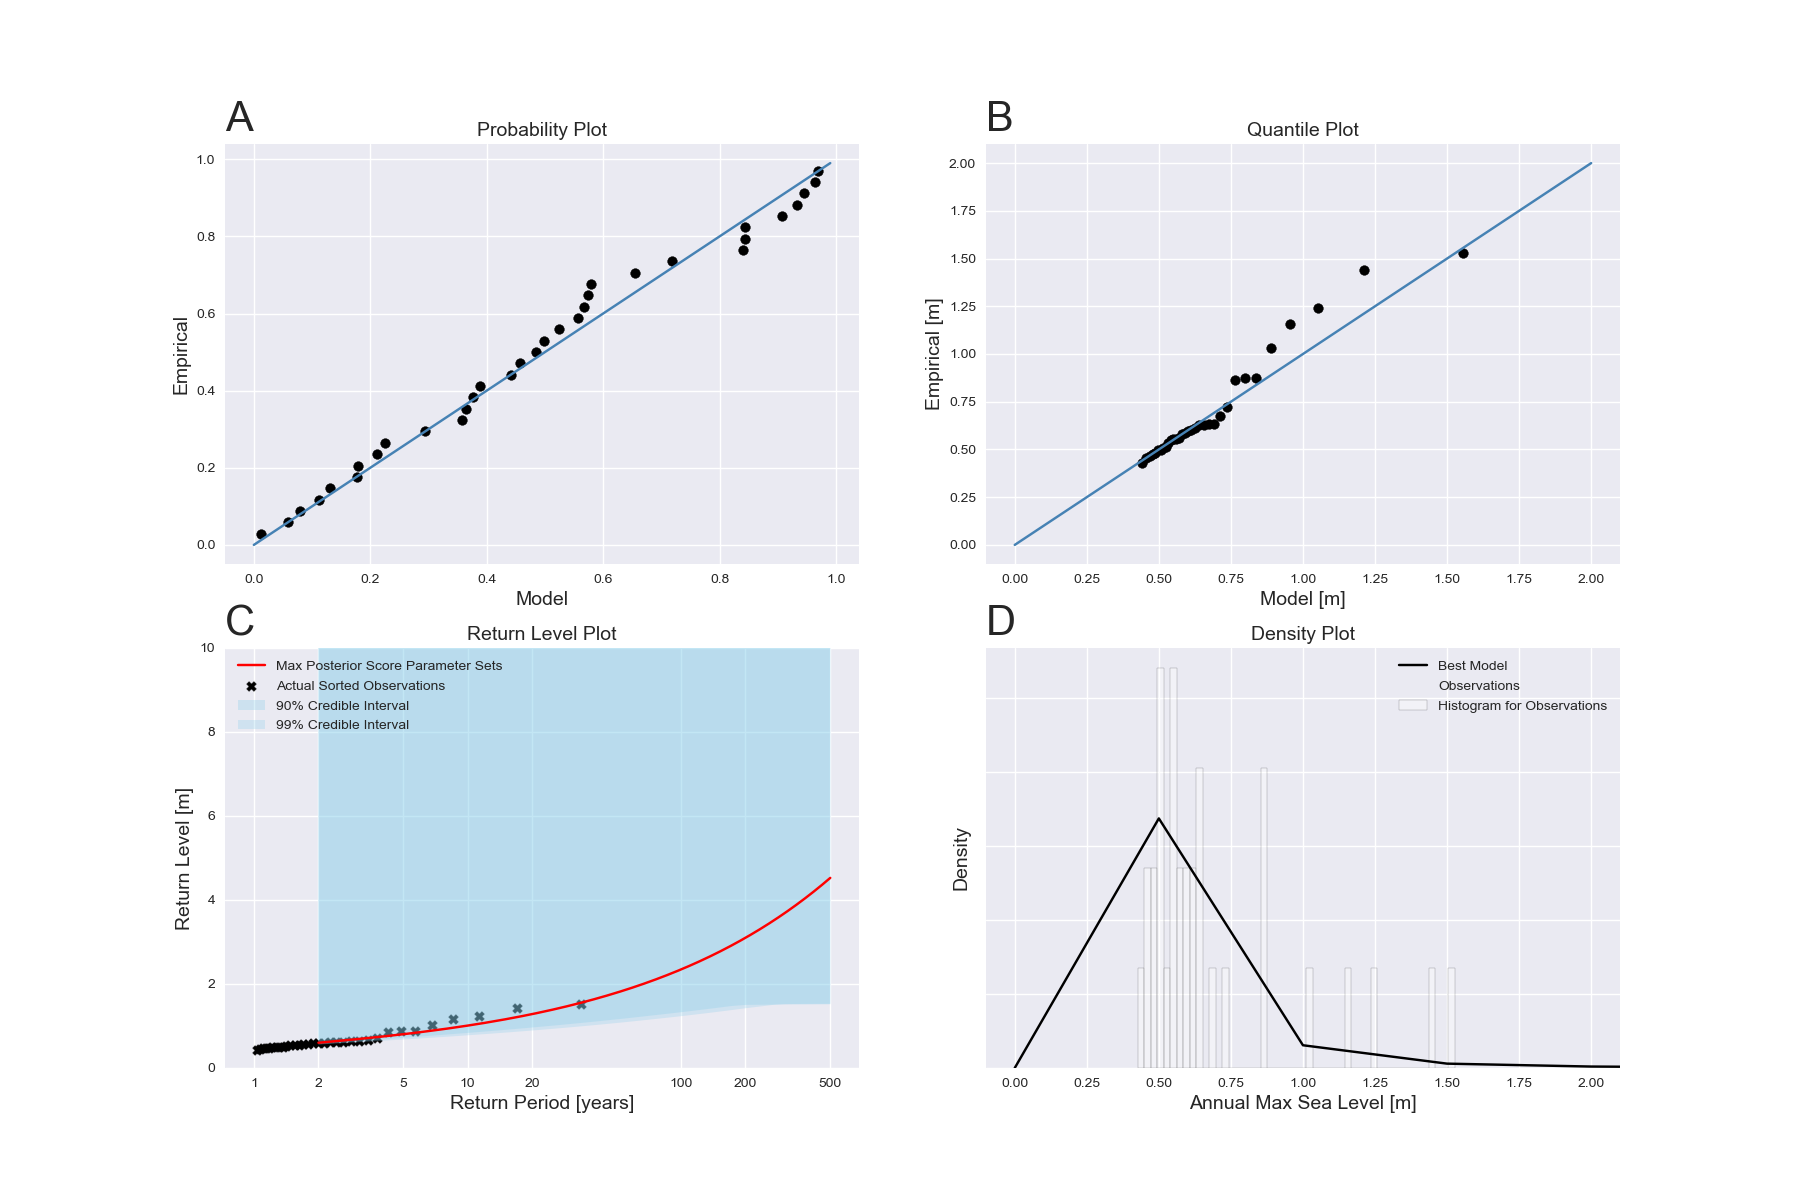 A
Probability Plot
1.0
0.8
0.6
0.4
0.2
0.0
Empirical
0.0 0.2 0.4 0.6 0.8 1.0
Model
B
Quantile Plot
2.00
1.75
1.50
1.25
1.00
0.75
0.50
0.25
0.00
Empirical [m]
0.00 0.25 0.50 0.75 1.00 1.25 1.50 1.75 2.00
Model [m]
C
Return Level Plot
Max Posterior Score Parameter Sets
Actual Sorted Observations
90% Credible Interval
99% Credible Interval
10
8
6
4
2
0
Return Level [m]
1 2 5 10 20 100 200 500
Return Period [years]
D
Density Plot
Best Model
Observations
Histogram for Observations
Density
0.00 0.25 0.50 0.75 1.00 1.25 1.50 1.75 2.00
Annual Max Sea Level [m]